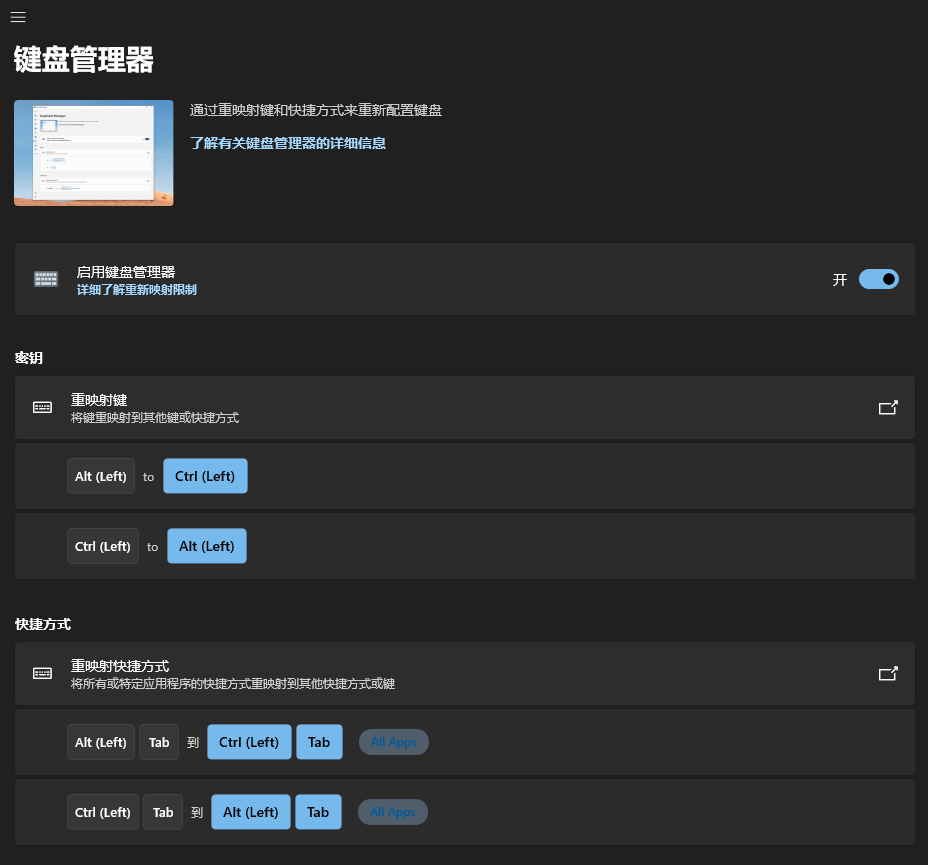 键盘管理器
通过重映射键和快捷方式来重新配置键盘
了解有关键盘管理器的详细信息
启用键盘管理器
详细了解重新映射限制
开
密钥
重映射键
将键重映射到其他键或快捷方式
Alt (Left) to Ctrl (Left)
Ctrl (Left) to Alt (Left)
快捷方式
重映射快捷方式
将所有或特定应用程序的快捷方式重映射到其他快捷方式或键
Alt (Left) Tab 到 Ctrl (Left) Tab All Apps
Ctrl (Left) Tab 到 Alt (Left) Tab All Apps